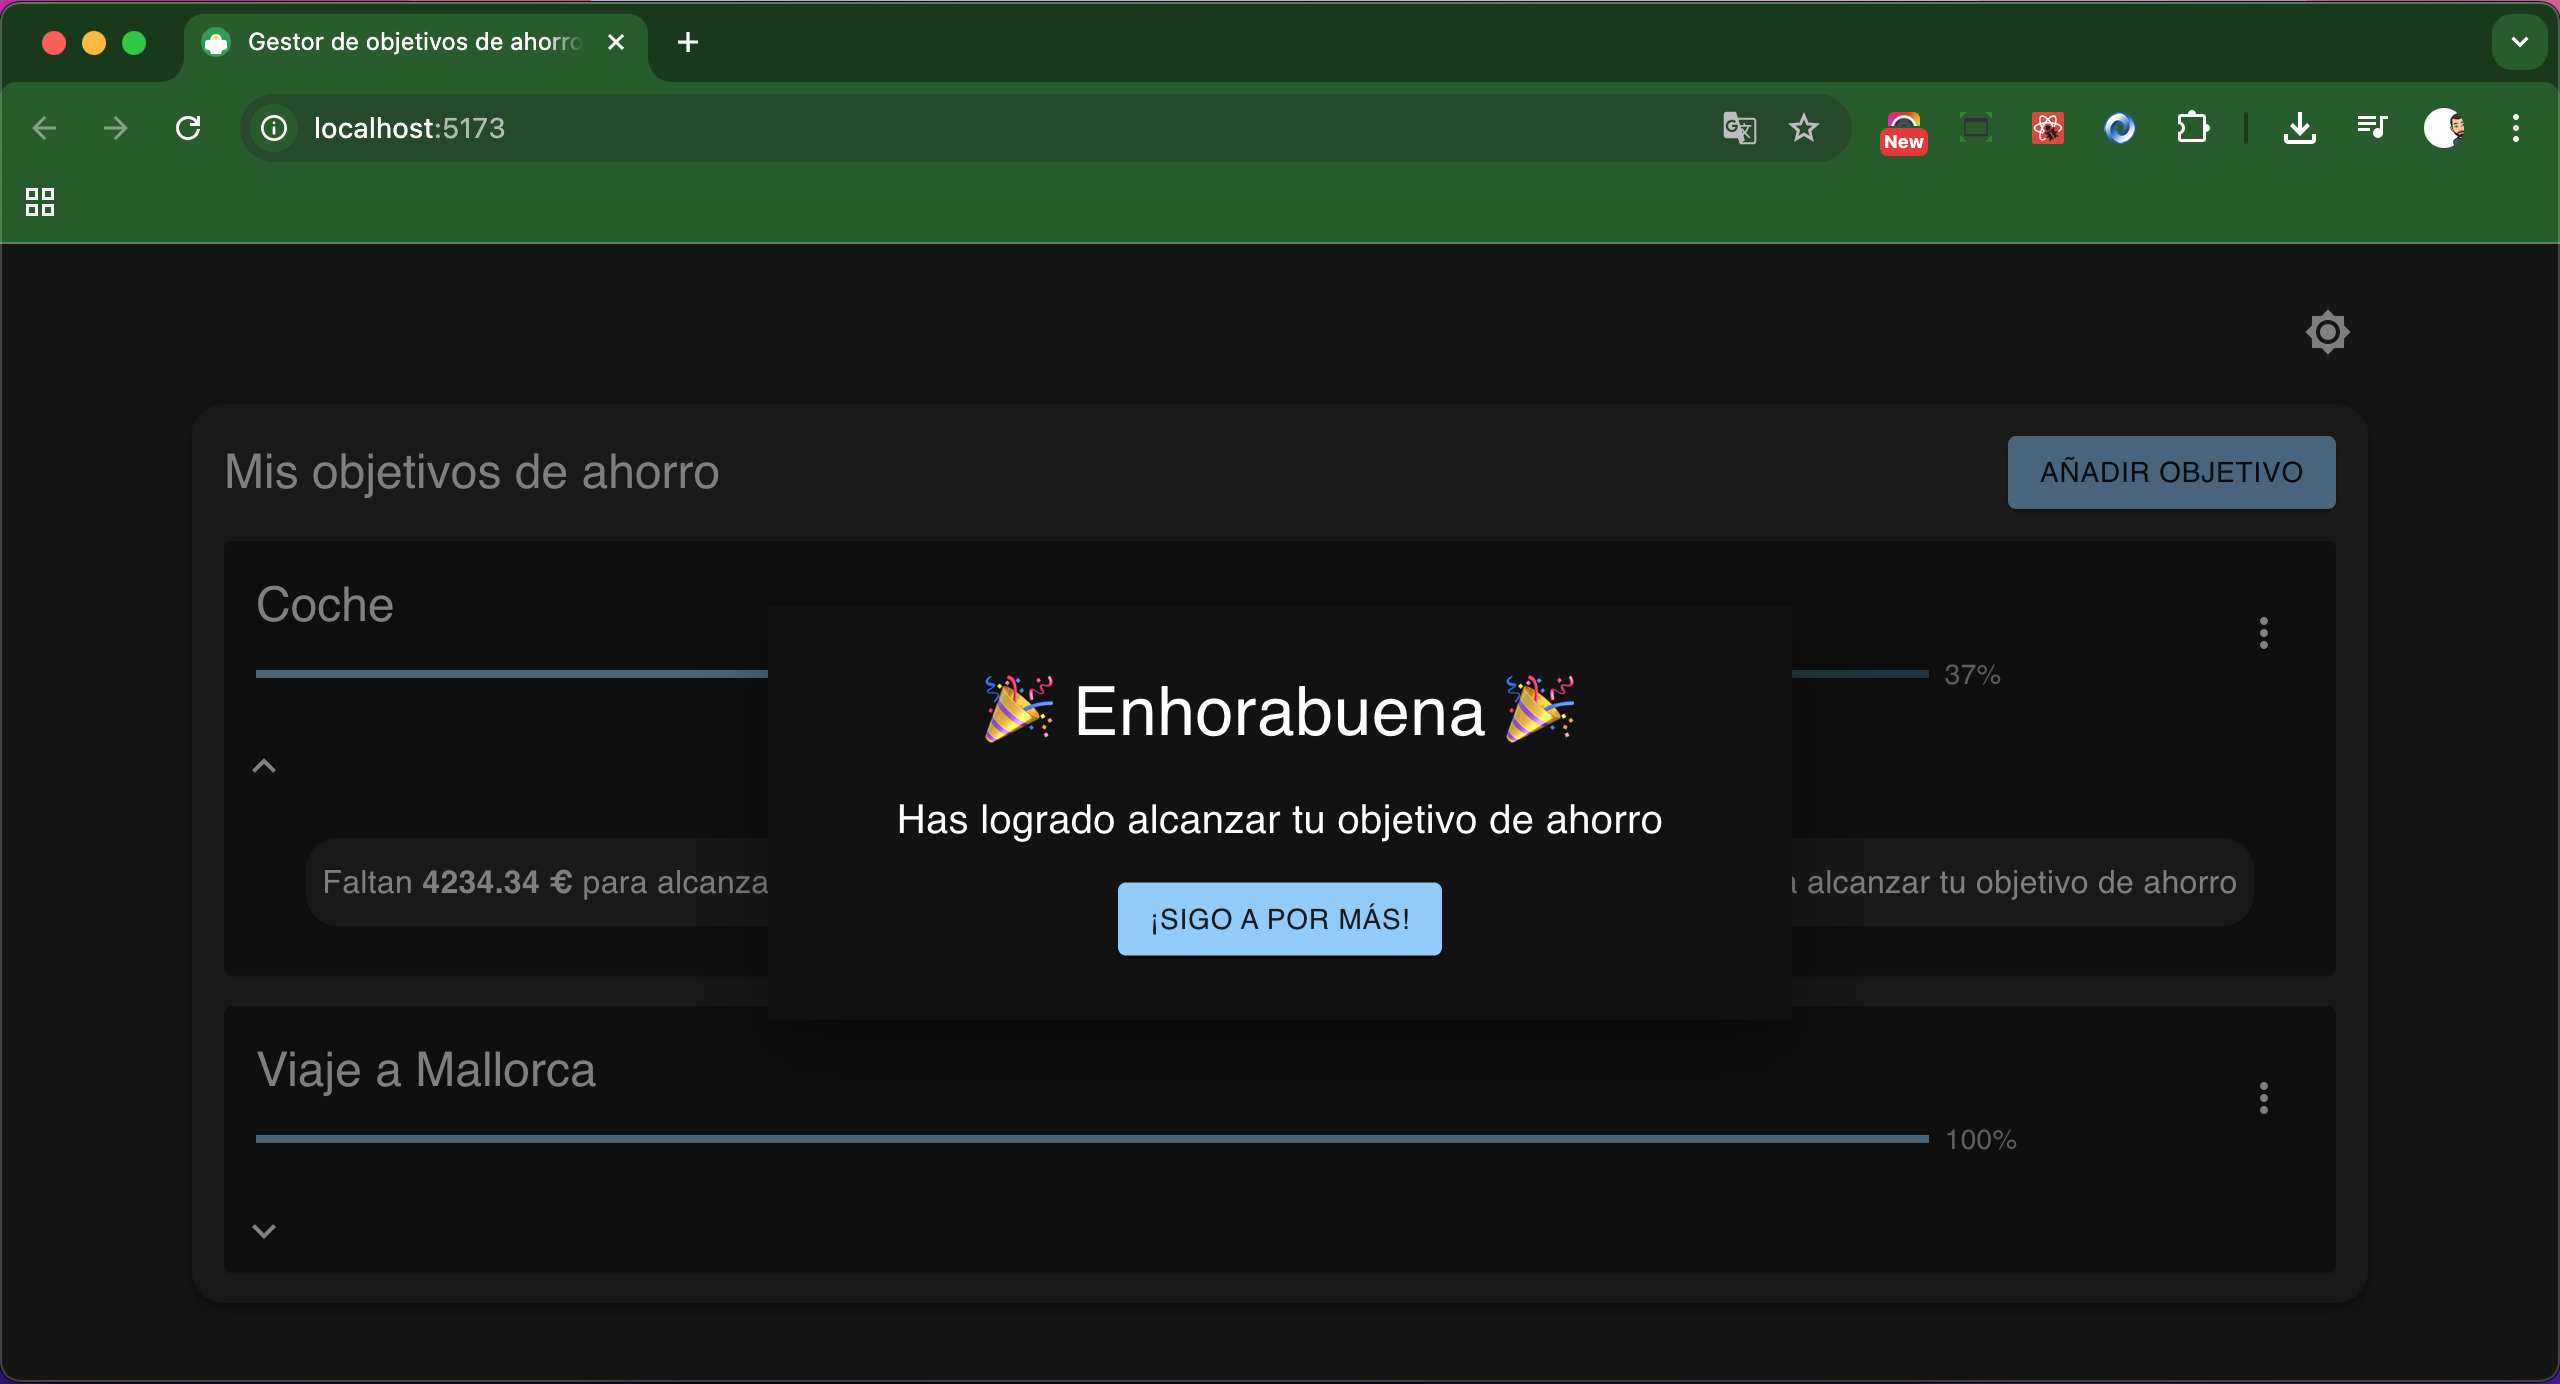 Gestor de objetivos de ahorro
localhost:5173
New
Mis objetivos de ahorro
AÑADIR OBJETIVO
Coche
37%
🎉 Enhorabuena 🎉
Has logrado alcanzar tu objetivo de ahorro
Faltan 4234.34 € para
alcanzar tu objetivo de ahorro
¡SIGO A POR MÁS!
Viaje a Mallorca
100%